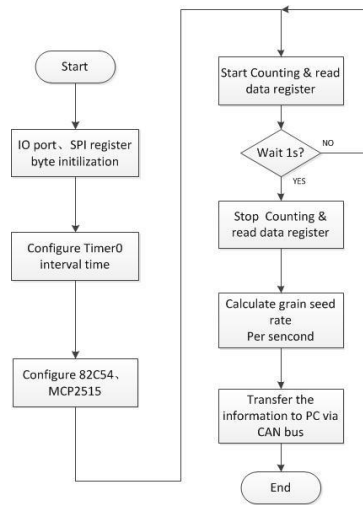 Start
IO port、SPI register
byte initilization
Configure Timer0
interval time
Configure 82C54、
MCP2515
Start Counting & read
data register
Wait 1s?
NO
YES
Stop Counting &
read data register
Calculate grain seed
rate
Per sencond
Transfer the
information to PC via
CAN bus
End